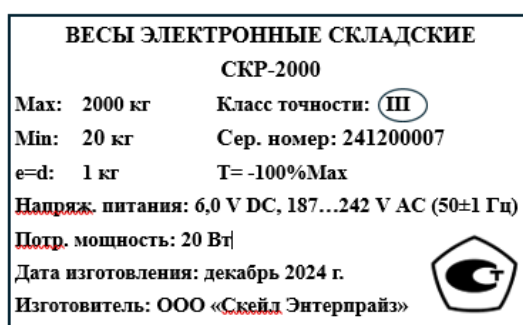 ВЕСЫ ЭЛЕКТРОННЫЕ СКЛАДСКИЕ
СКР-2000
Max: 2000 кг Класс точности: III
Min: 20 кг Сер. номер: 241200007
e=d: 1 кг T= -100%Max
Напряж. питания: 6,0 V DC, 187...242 V AC (50±1 Гц)
Потр. мощность: 20 Вт
Дата изготовления: декабрь 2024 г.
Изготовитель: ООО «Скейл Энтерпрайз»